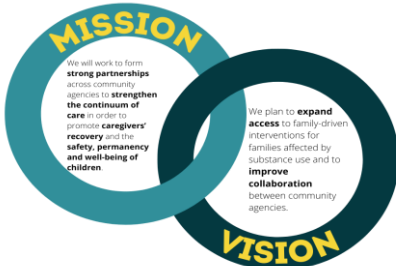 MISSION
We will work to form
strong partnerships
across community
agencies to strengthen
the continuum of
care in order to
promote caregivers'
recovery and the
safety, permanency
and well-being of
children.
We plan to expand
access to family-driven
interventions for
families affected by
substance use and to
improve
collaboration
between community
agencies.
VISION